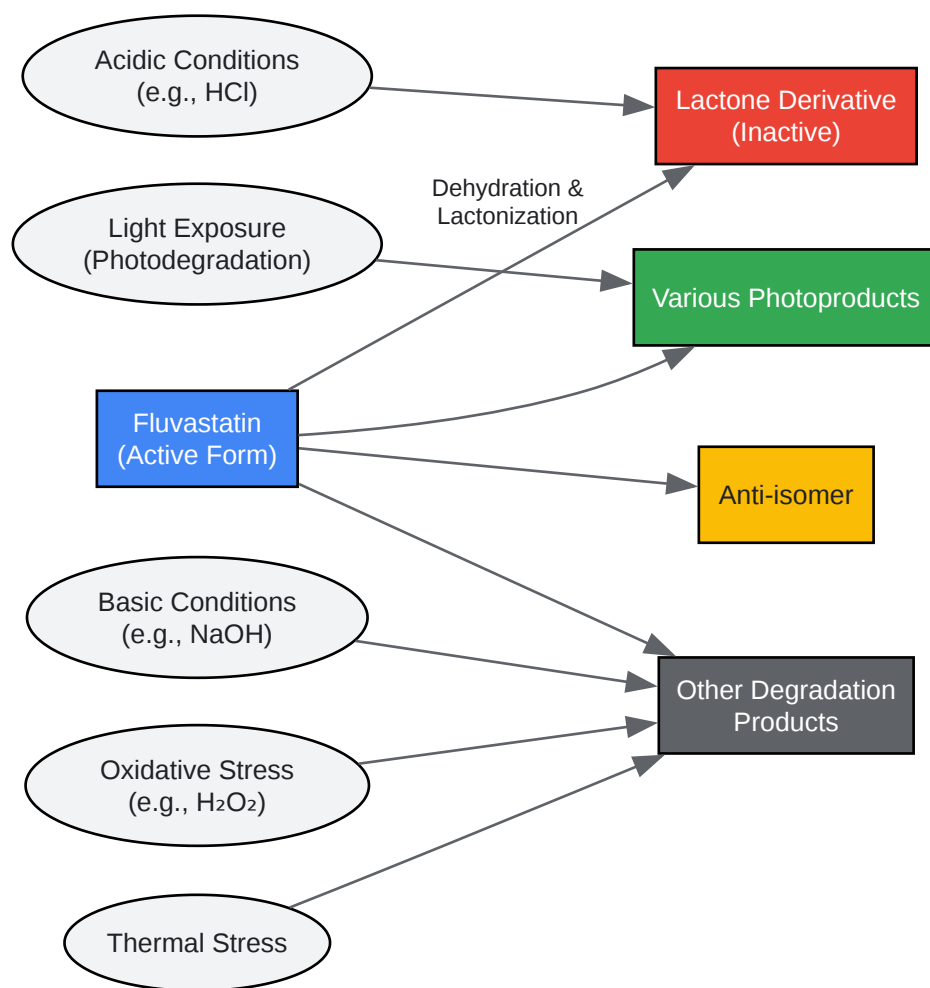 Acidic Conditions
(e.g., HCl)
Lactone Derivative
(Inactive)
Dehydration &
Lactonization
Light Exposure
(Photodegradation)
Various Photoproducts
Fluvastatin
(Active Form)
Anti-isomer
Basic Conditions
(e.g., NaOH)
Other Degradation
Products
Oxidative Stress
(e.g., H₂O₂)
Thermal Stress